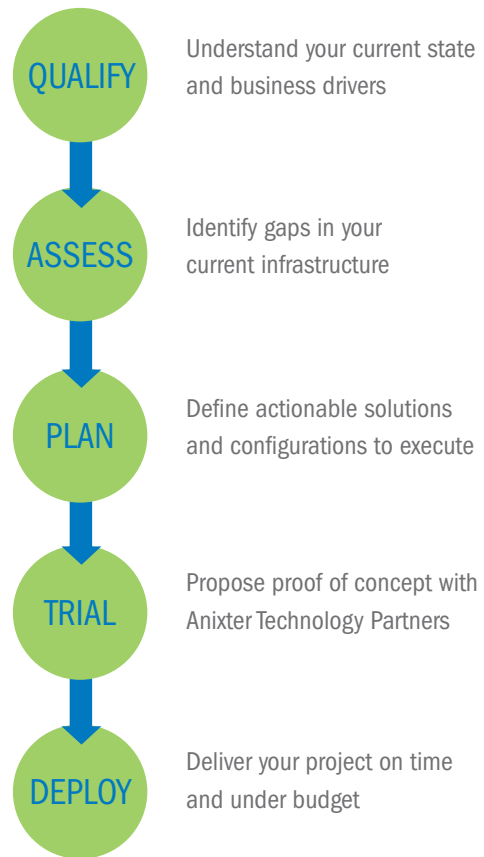 QUALIFY
Understand your current state
and business drivers
ASSESS
Identify gaps in your
current infrastructure
PLAN
Define actionable solutions
and configurations to execute
TRIAL
Propose proof of concept with
Anixter Technology Partners
DEPLOY
Deliver your project on time
and under budget